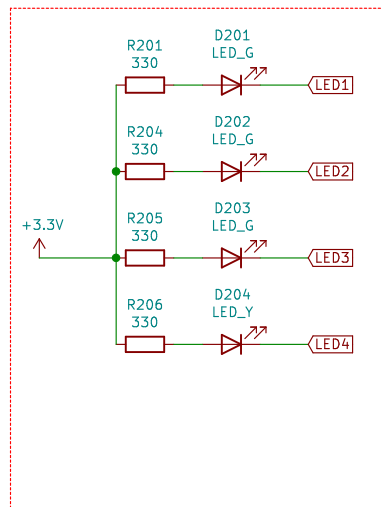 D201
LED_G
R201
330
LED1
D202
LED_G
R204
330
LED2
D203
LED_G
R205
330
+3.3V
LED3
D204
LED_Y
R206
330
LED4